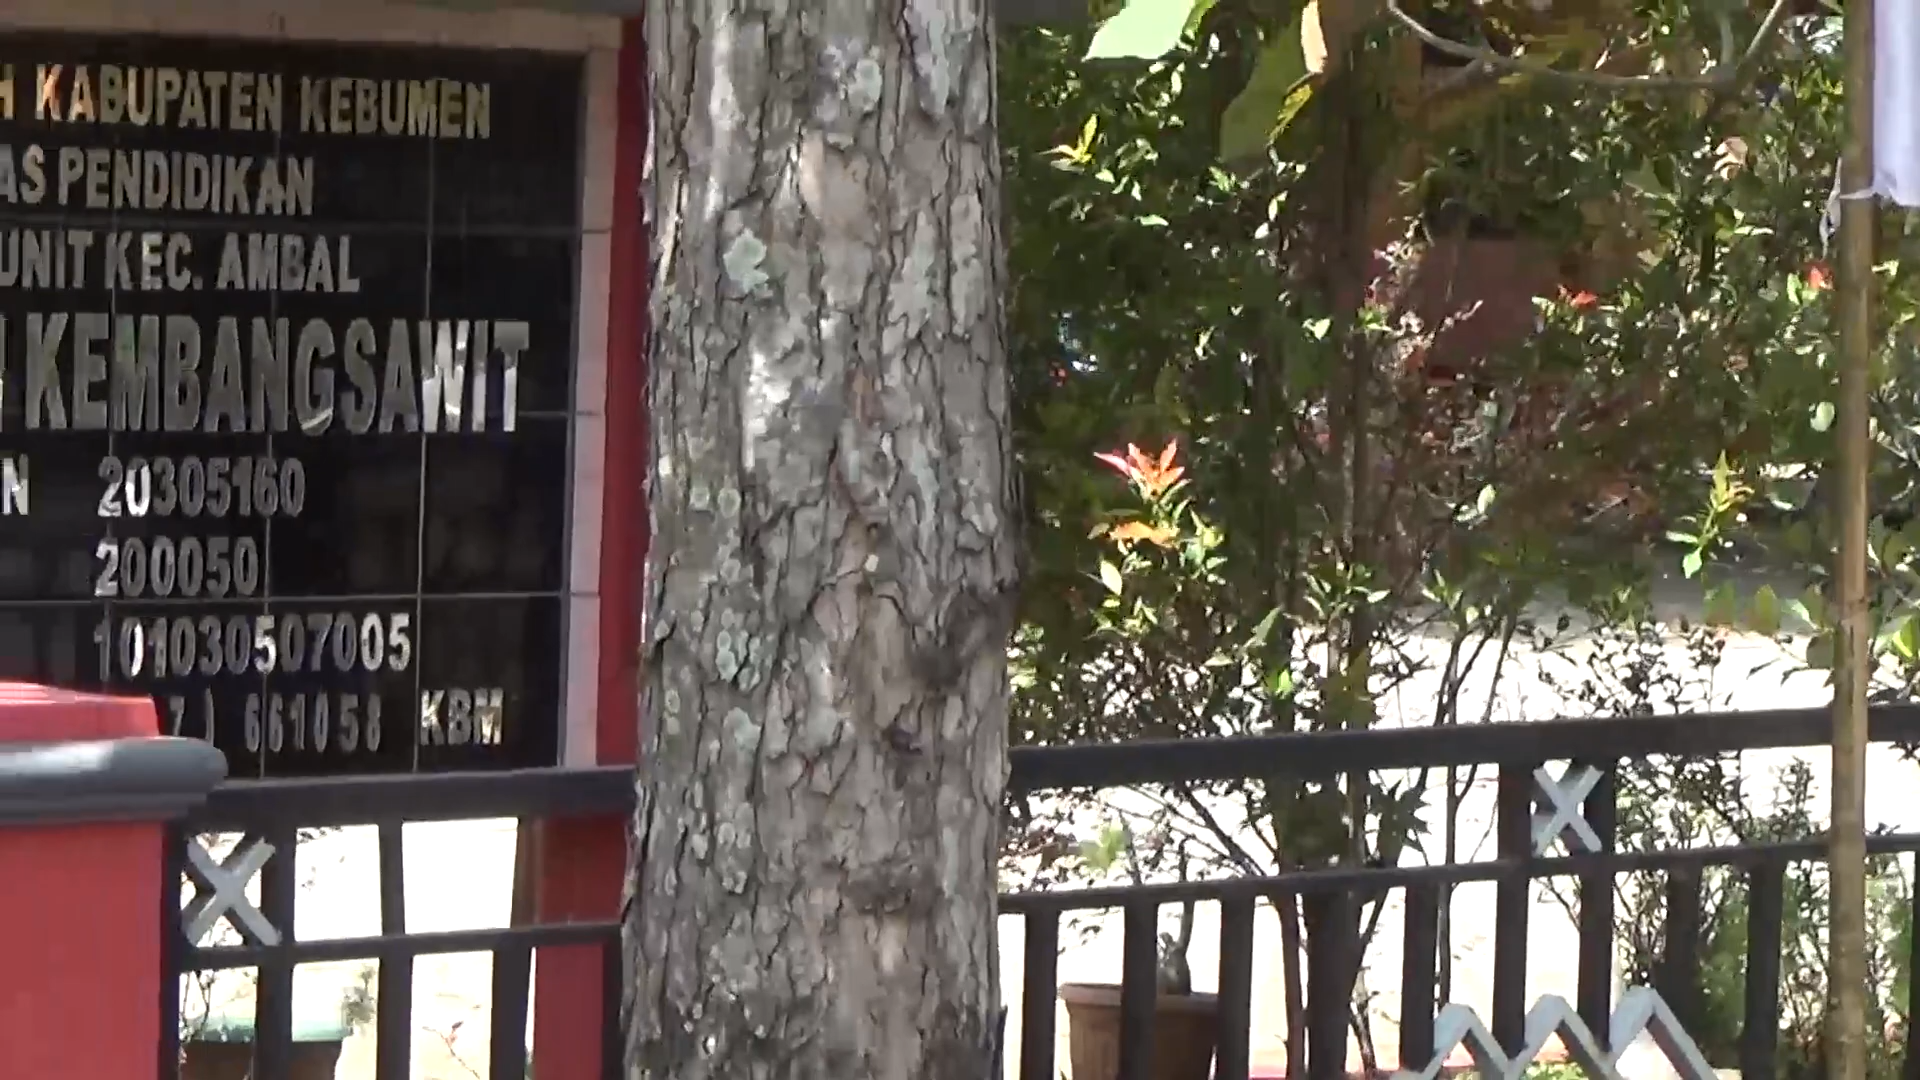 H KABUPATEN KEBUMEN
AS PENDIDIKAN
UNIT KEC. AMBAL
KEMBANGSAWIT
N 20305160
200050
101030507005
7 ) 661058 KBM